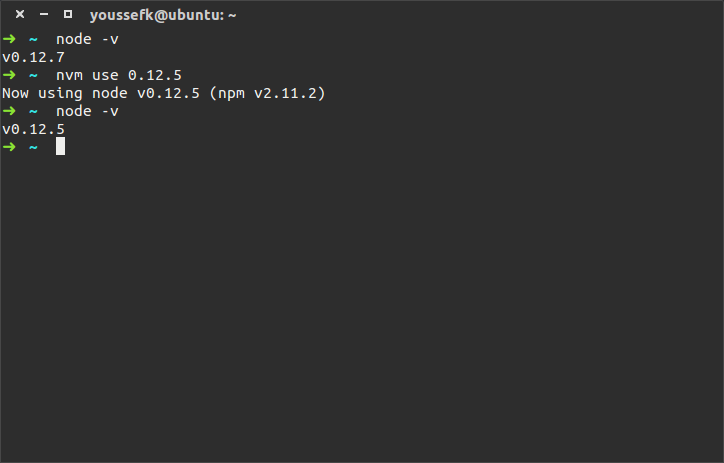 youssefk@ubuntu: ~
➜ ~ node -v
v0.12.7
➜ ~ nvm use 0.12.5
Now using node v0.12.5 (npm v2.11.2)
➜ ~ node -v
v0.12.5
➜ ~